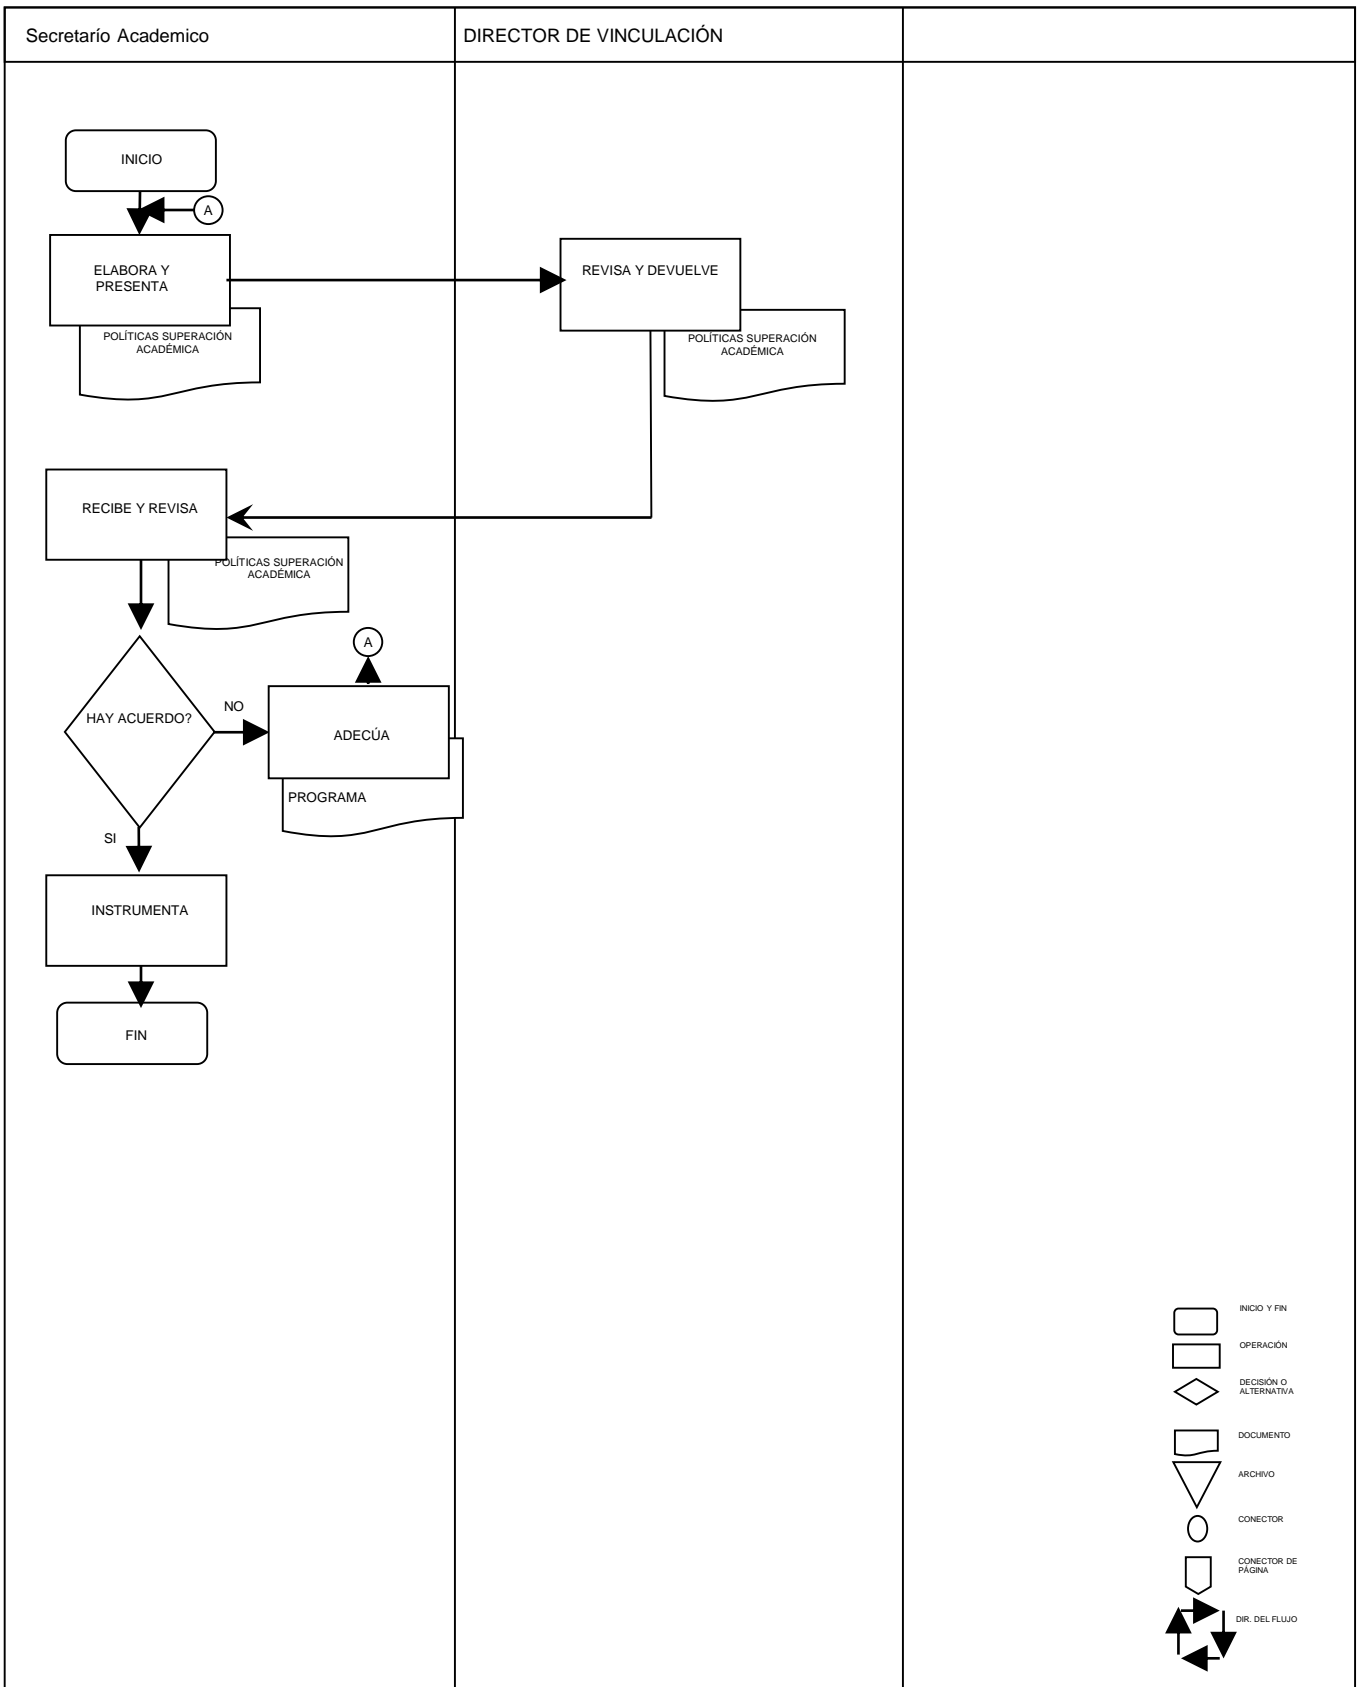 Secretarío Academico
DIRECTOR DE VINCULACIÓN
INICIO
A
ELABORA Y
PRESENTA
POLÍTICAS SUPERACIÓN
ACADÉMICA
REVISA Y DEVUELVE
POLÍTICAS SUPERACIÓN
ACADÉMICA
RECIBE Y REVISA
POLÍTICAS SUPERACIÓN
ACADÉMICA
A
HAY ACUERDO?
NO
ADECÚA
PROGRAMA
SI
INSTRUMENTA
FIN
INICIO Y FIN
OPERACIÓN
DECISIÓN O
ALTERNATIVA
DOCUMENTO
ARCHIVO
CONECTOR
CONECTOR DE
PÁGINA
DIR. DEL FLUJO